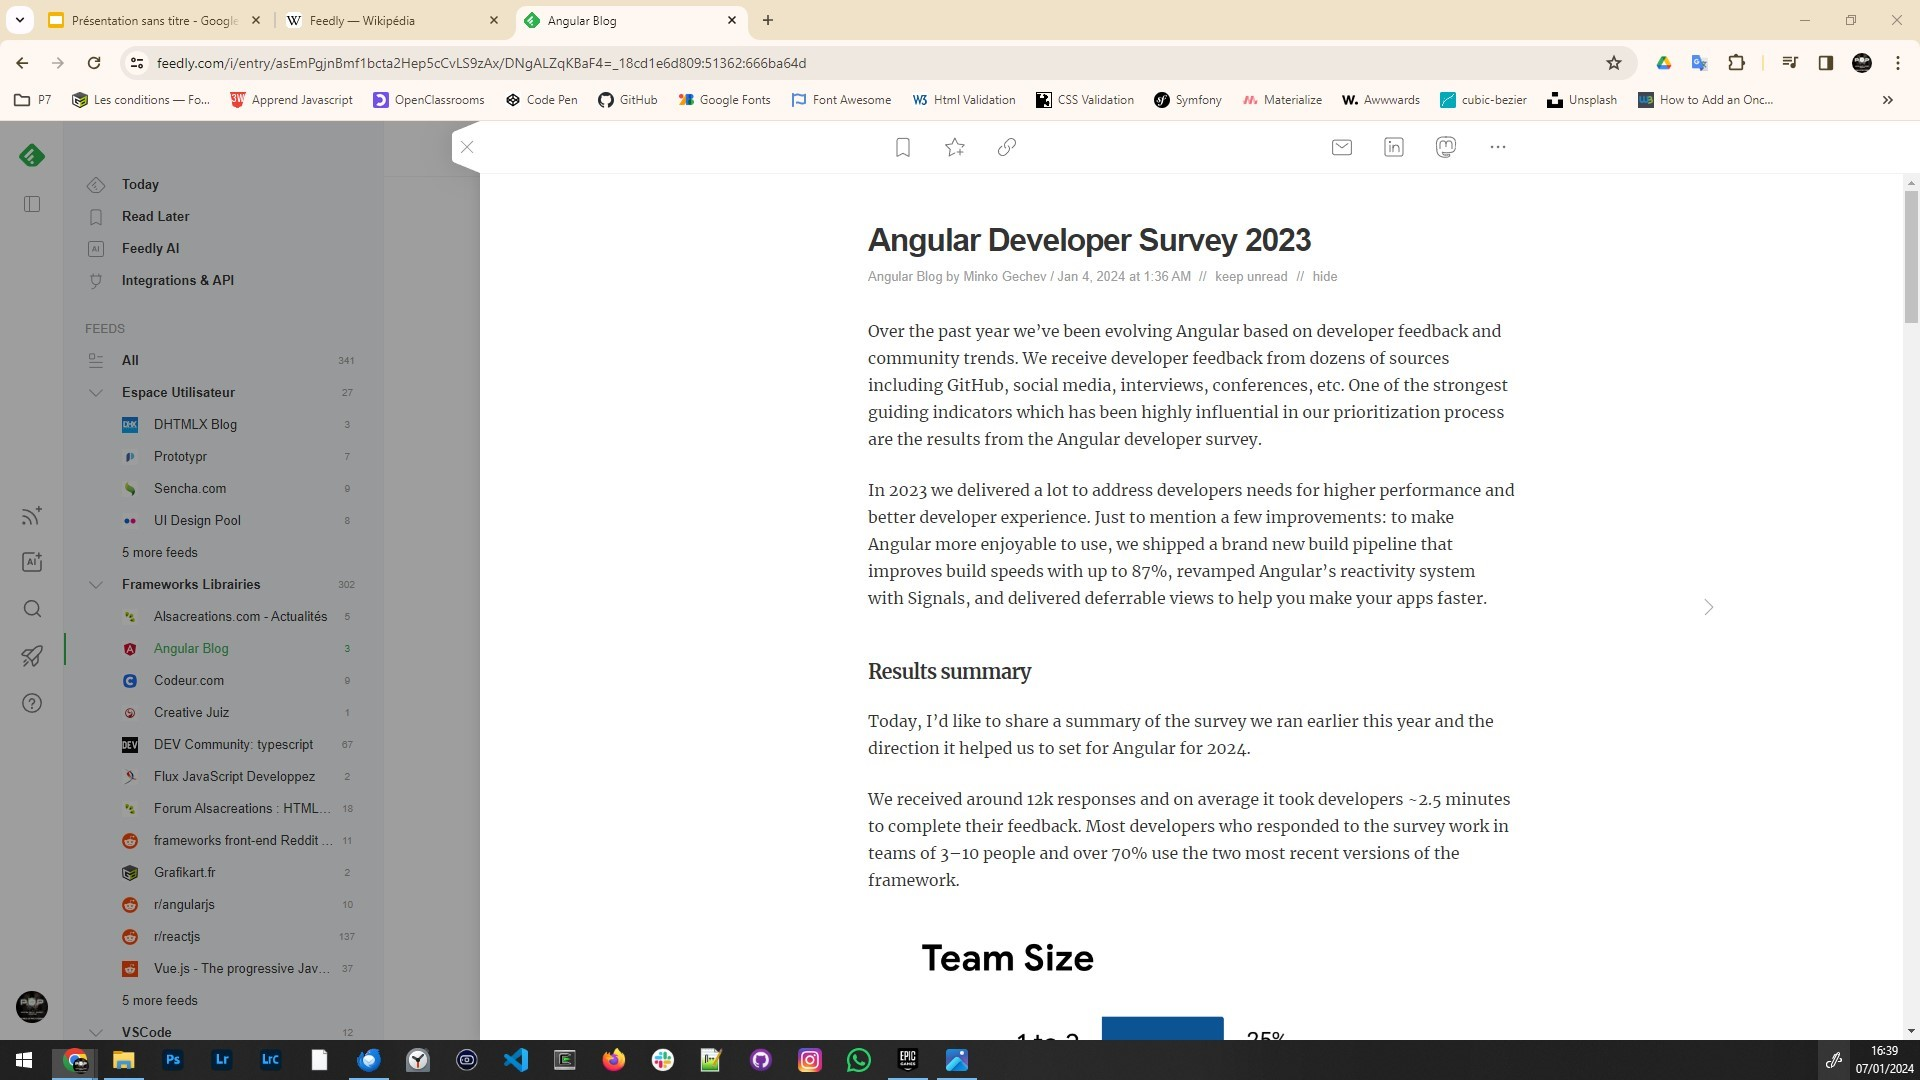 Présentation sans titre - Google
Feedly — Wikipédia
Angular Blog
feedly.com/i/entry/asEmPgjnBmf1bcta2Hep5cCvLS9zAx/DNgALZqKBaF4=_18cd1e6d809:51362:666ba64d
P7
Les conditions — Fo...
Apprend Javascript
OpenClassrooms
Code Pen
GitHub
Google Fonts
Font Awesome
Html Validation
CSS Validation
Symfony
Materialize
Awwwards
cubic-bezier
Unsplash
How to Add an Onc...
Today
Read Later
Feedly AI
Integrations & API
FEEDS
All 341
Espace Utilisateur 27
DHTMLX Blog 3
Prototypr 7
Sencha.com 9
UI Design Pool 8
5 more feeds
Frameworks Librairies 302
Alsacreations.com - Actualités 5
Angular Blog 3
Codeur.com 9
Creative Juiz 1
DEV Community: typescript 67
Flux JavaScript Developpez 2
Forum Alsacreations : HTML... 18
frameworks front-end Reddit ... 11
Grafikart.fr 2
r/angularjs 10
r/reactjs 137
Vue.js - The progressive Jav... 37
5 more feeds
VSCode 12
Angular Developer Survey 2023
Angular Blog by Minko Gechev / Jan 4, 2024 at 1:36 AM // keep unread // hide
Over the past year we’ve been evolving Angular based on developer feedback and
community trends. We receive developer feedback from dozens of sources
including GitHub, social media, interviews, conferences, etc. One of the strongest
guiding indicators which has been highly influential in our prioritization process
are the results from the Angular developer survey.
In 2023 we delivered a lot to address developers needs for higher performance and
better developer experience. Just to mention a few improvements: to make
Angular more enjoyable to use, we shipped a brand new build pipeline that
improves build speeds with up to 87%, revamped Angular’s reactivity system
with Signals, and delivered deferrable views to help you make your apps faster.
Results summary
Today, I’d like to share a summary of the survey we ran earlier this year and the
direction it helped us to set for Angular for 2024.
We received around 12k responses and on average it took developers ~2.5 minutes
to complete their feedback. Most developers who responded to the survey work in
teams of 3–10 people and over 70% use the two most recent versions of the
framework.
Team Size
1 to 2 25%
16:39
07/01/2024